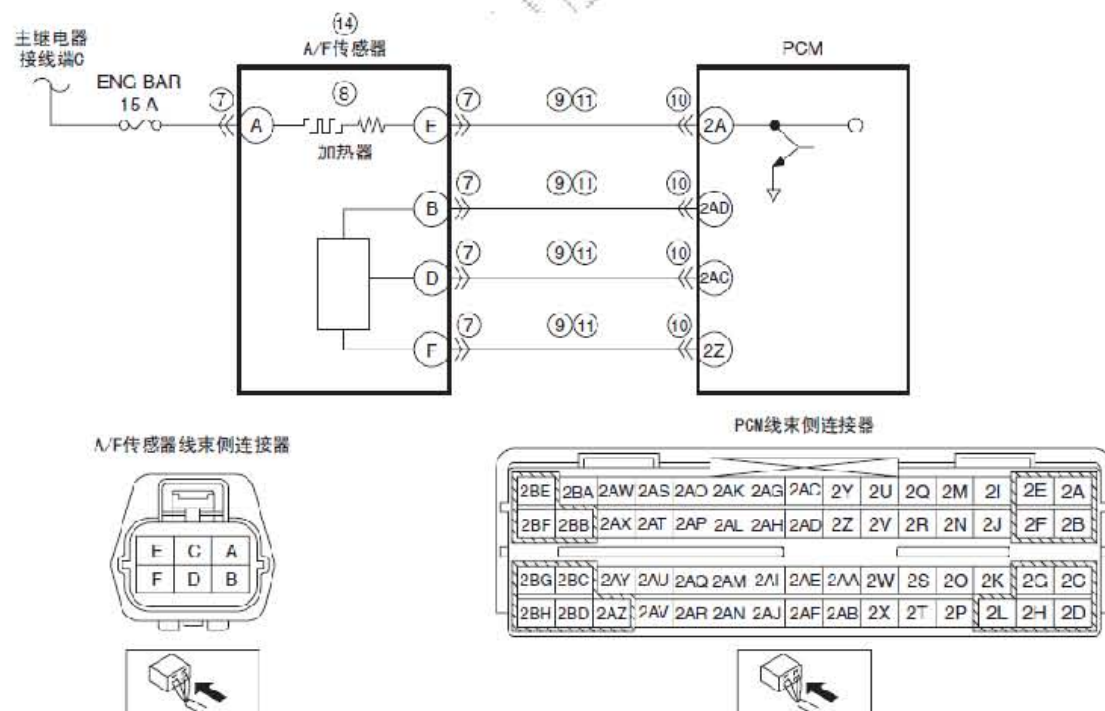 ⑭
主继电器
接线端C
A/F传感器
PCM
ENG BAR
15 A
⑦
A
⑧
加热器
E
⑦
⑨⑪
⑩
2A
B
⑦
⑨⑪
⑩
2AD
D
⑦
⑨⑪
⑩
2AC
F
⑦
⑨⑪
⑩
2Z
A/F传感器线束侧连接器
PCM线束侧连接器
E C A
F D B
2BE 2BA 2AW 2AS 2AO 2AK 2AG 2AC 2Y 2U 2Q 2M 2I 2E 2A
2BF 2BB 2AX 2AT 2AP 2AL 2AH 2AD 2Z 2V 2R 2N 2J 2F 2B
2BG 2BC 2AY 2AU 2AQ 2AM 2AI 2AE 2AA 2W 2S 2O 2K 2G 2C
2BH 2BD 2AZ 2AV 2AR 2AN 2AJ 2AF 2AB 2X 2T 2P 2L 2H 2D